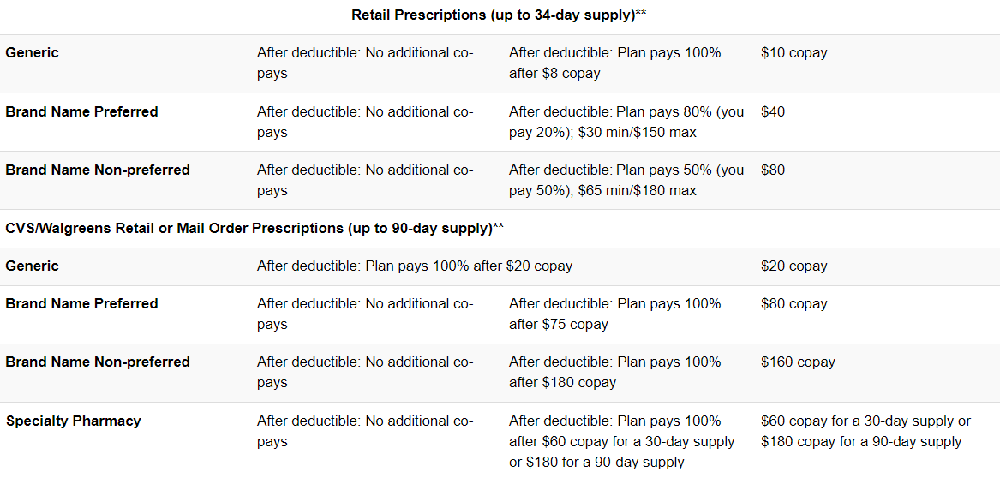 Retail Prescriptions (up to 34-day supply)**
Generic
After deductible: No additional co-
pays
After deductible: Plan pays 100%
after $8 copay
$10 copay
Brand Name Preferred
After deductible: No additional co-
pays
After deductible: Plan pays 80% (you
pay 20%); $30 min/$150 max
$40
Brand Name Non-preferred
After deductible: No additional co-
pays
After deductible: Plan pays 50% (you
pay 50%); $65 min/$180 max
$80
CVS/Walgreens Retail or Mail Order Prescriptions (up to 90-day supply)**
Generic
After deductible: Plan pays 100% after $20 copay
$20 copay
Brand Name Preferred
After deductible: No additional co-
pays
After deductible: Plan pays 100%
after $75 copay
$80 copay
Brand Name Non-preferred
After deductible: No additional co-
pays
After deductible: Plan pays 100%
after $180 copay
$160 copay
Specialty Pharmacy
After deductible: No additional co-
pays
After deductible: Plan pays 100%
after $60 copay for a 30-day supply
or $180 for a 90-day supply
$60 copay for a 30-day supply or
$180 copay for a 90-day supply